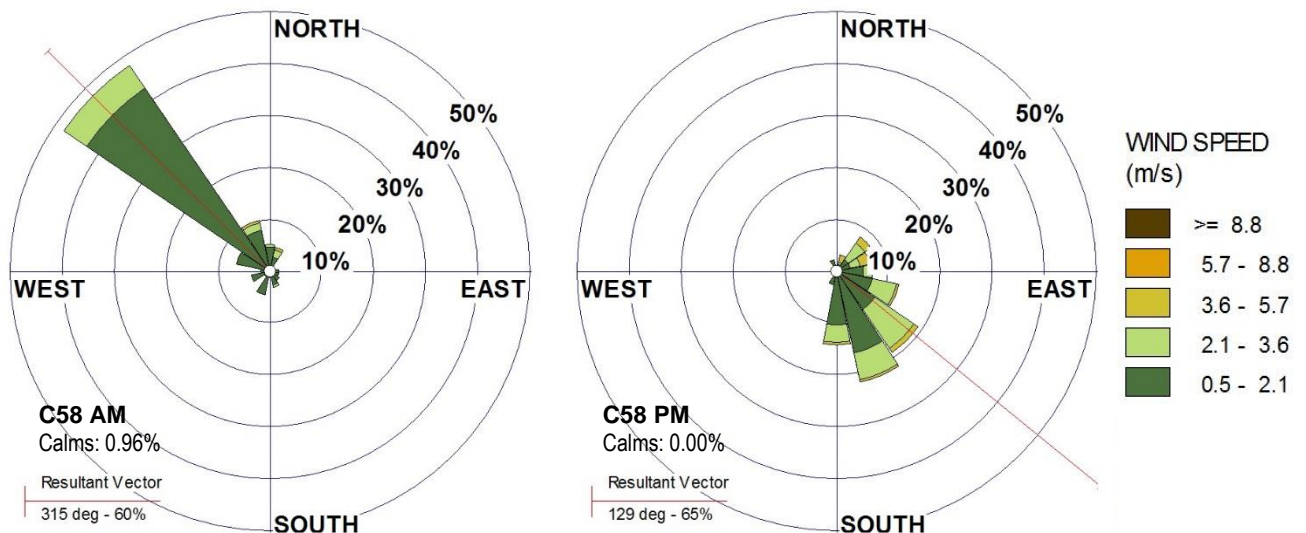 NORTH
50%
40%
30%
20%
10%
WEST
EAST
C58 AM
Calms: 0.96%
Resultant Vector
315 deg - 60%
SOUTH
NORTH
50%
40%
30%
20%
10%
WEST
EAST
C58 PM
Calms: 0.00%
Resultant Vector
129 deg - 65%
SOUTH
WIND SPEED
(m/s)
>= 8.8
5.7 - 8.8
3.6 - 5.7
2.1 - 3.6
0.5 - 2.1